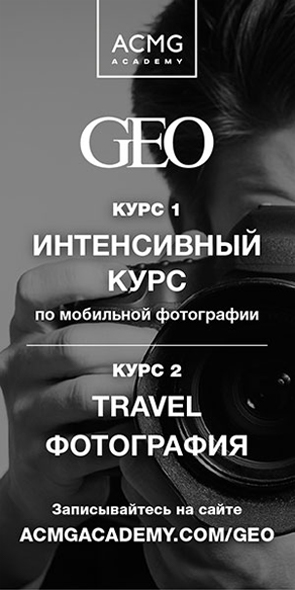 ACMG
ACADEMY
GEO
КУРС 1
ИНТЕНСИВНЫЙ
КУРС
по мобильной фотографии
КУРС 2
TRAVEL
ФОТОГРАФИЯ
Записывайтесь на сайте
ACMGACADEMY.COM/GEO